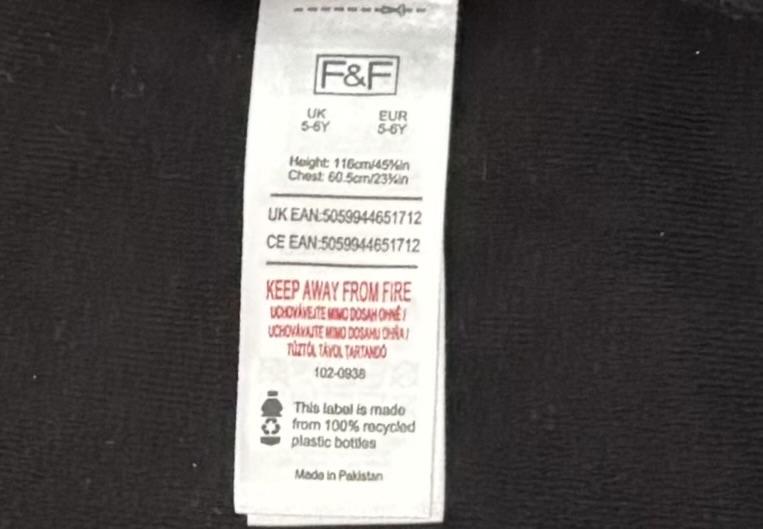 F&F
UK EUR
5-6Y 5-6Y
Height: 116cm/45¾in
Chest: 60.5cm/23¾in
UK EAN:5059944651712
CE EAN:5059944651712
KEEP AWAY FROM FIRE
UCHOVÁVEJTE MIMO DOSAH OHNĚ /
UCHOVÁVAJTE MIMO DOSAHU OHŇA /
TŰZTŐL TÁVOL TARTANDÓ
102-0938
This label is made
from 100% recycled
plastic bottles
Made in Pakistan